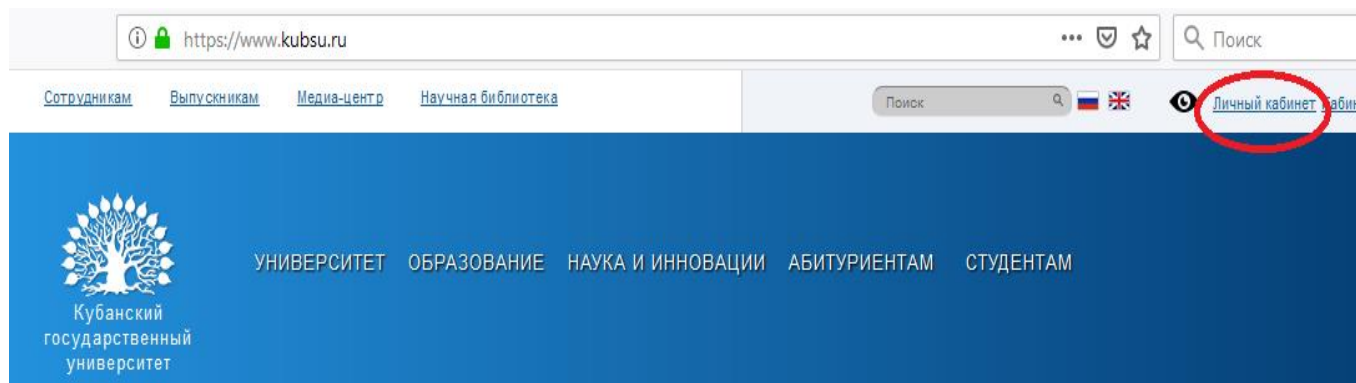 https://www.kubsu.ru
Поиск
Сотрудникам Выпускникам Медиа-центр Научная библиотека
Поиск
Личный кабинет
УНИВЕРСИТЕТ ОБРАЗОВАНИЕ НАУКА И ИННОВАЦИИ АБИТУРИЕНТАМ СТУДЕНТАМ
Кубанский
государственный
университет